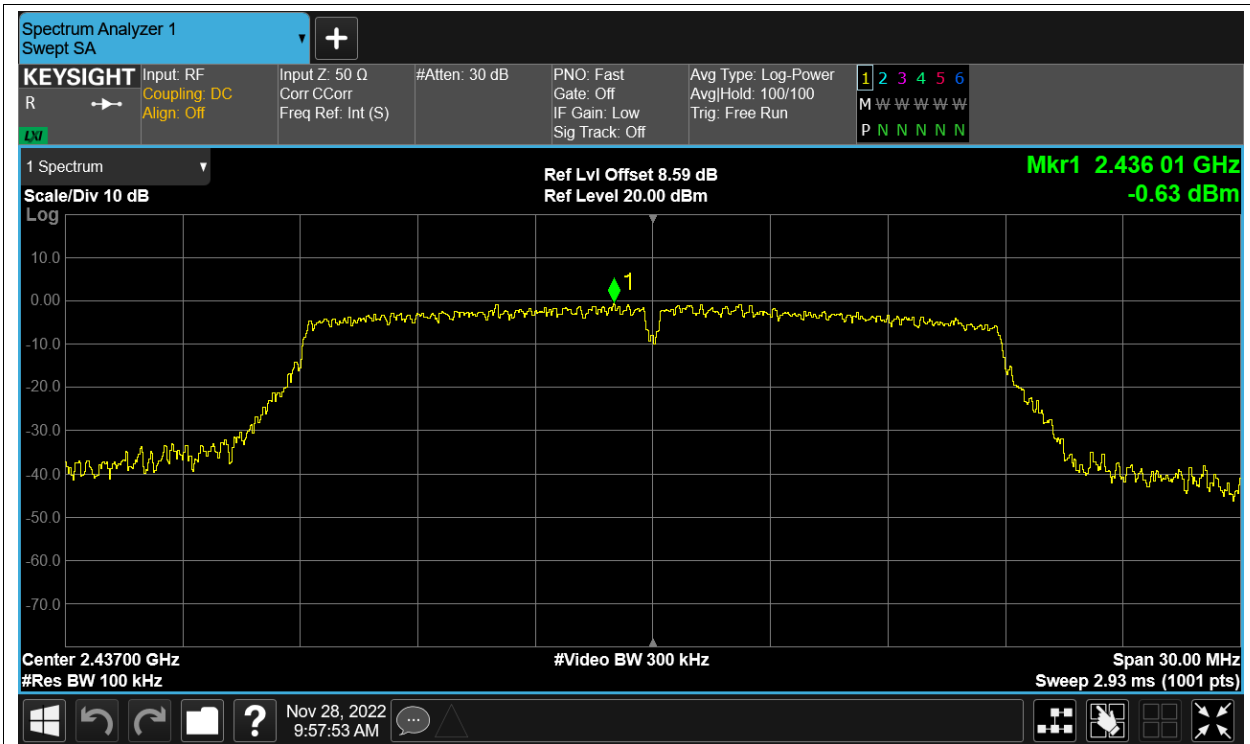 Spectrum Analyzer 1
Swept SA
KEYSIGHT
R
LXI
Input: RF
Coupling: DC
Align: Off
Input Z: 50 Ω
Corr CCorr
Freq Ref: Int (S)
#Atten: 30 dB
PNO: Fast
Gate: Off
IF Gain: Low
Sig Track: Off
Avg Type: Log-Power
Avg|Hold: 100/100
Trig: Free Run
1 2 3 4 5 6
M W W W W W
P N N N N N
1 Spectrum
Scale/Div 10 dB
Log
Ref Lvl Offset 8.59 dB
Ref Level 20.00 dBm
Mkr1 2.436 01 GHz
-0.63 dBm
10.0
0.00
-10.0
-20.0
-30.0
-40.0
-50.0
-60.0
-70.0
1
Center 2.43700 GHz
#Res BW 100 kHz
#Video BW 300 kHz
Span 30.00 MHz
Sweep 2.93 ms (1001 pts)
?
Nov 28, 2022
9:57:53 AM